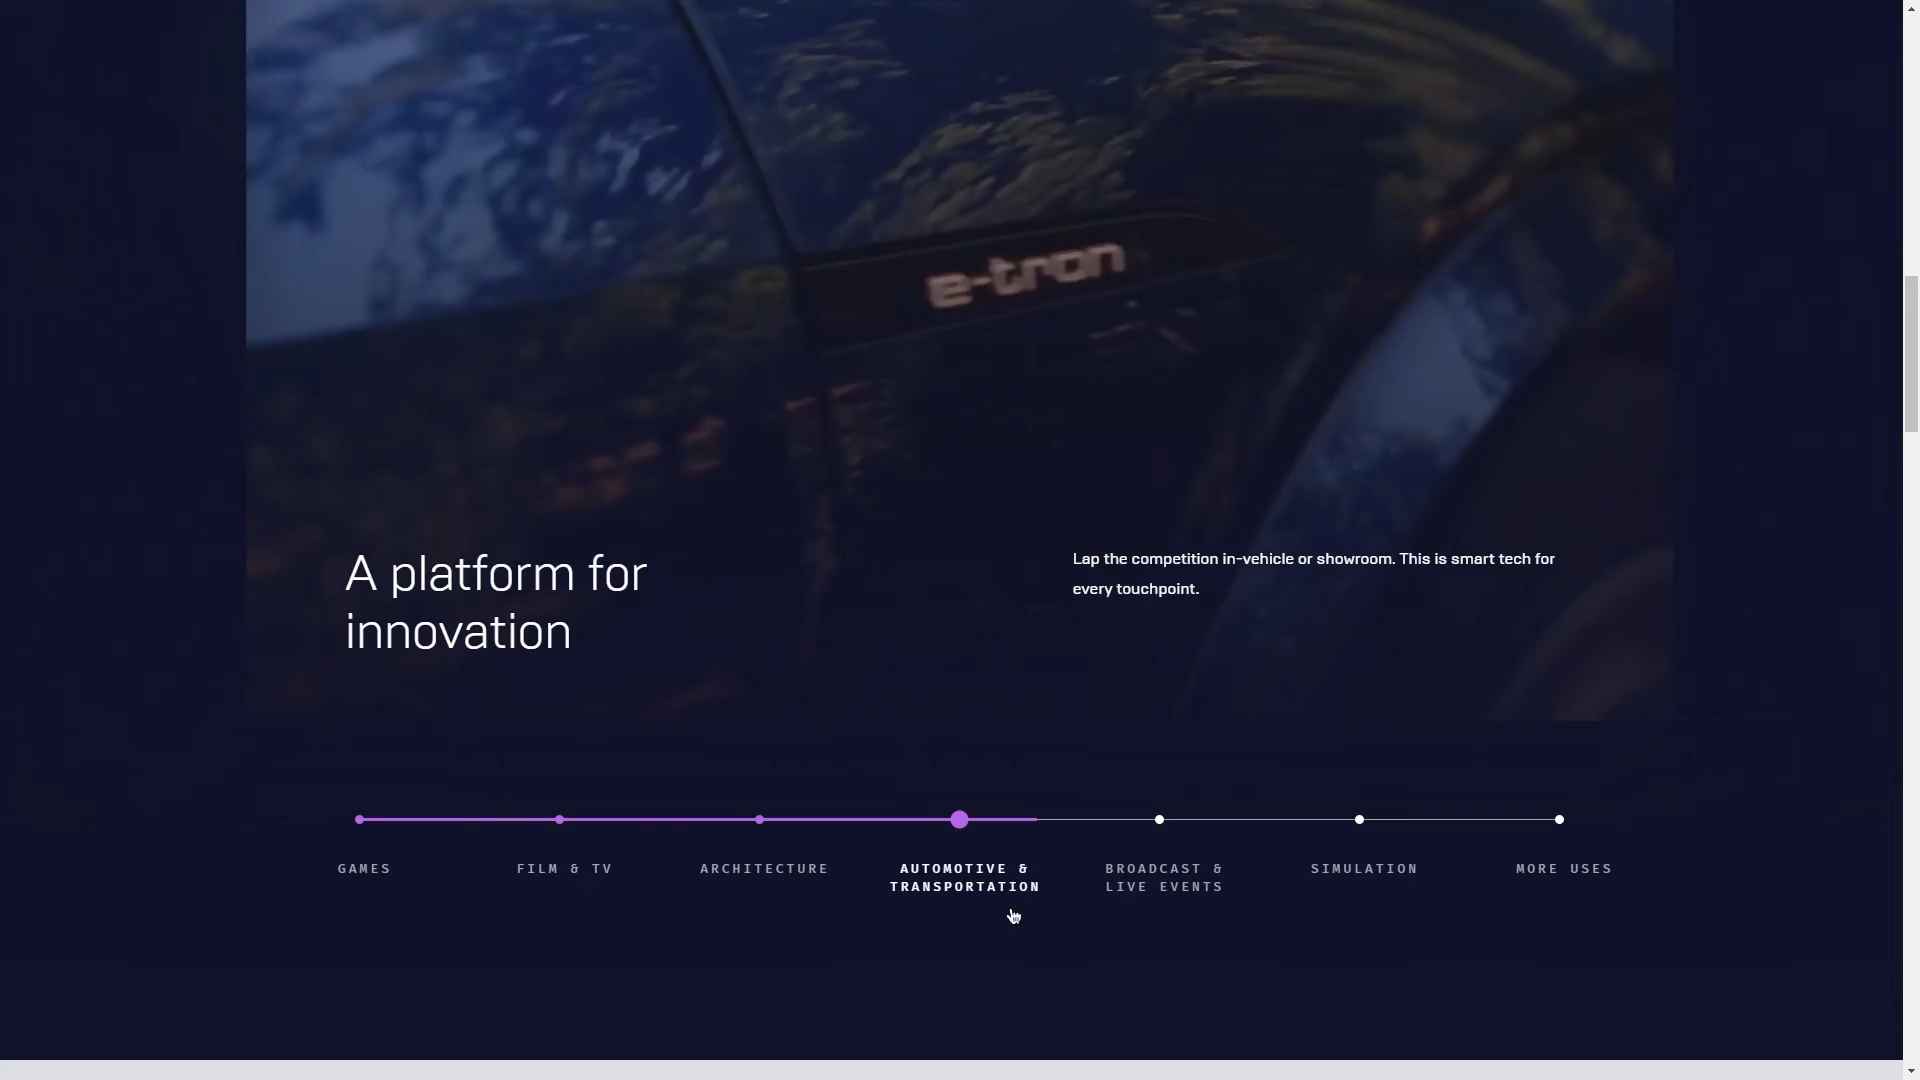 e-tron
A platform for
innovation
Lap the competition in-vehicle or showroom. This is smart tech for
every touchpoint.
GAMES
FILM & TV
ARCHITECTURE
AUTOMOTIVE &
TRANSPORTATION
BROADCAST &
LIVE EVENTS
SIMULATION
MORE USES